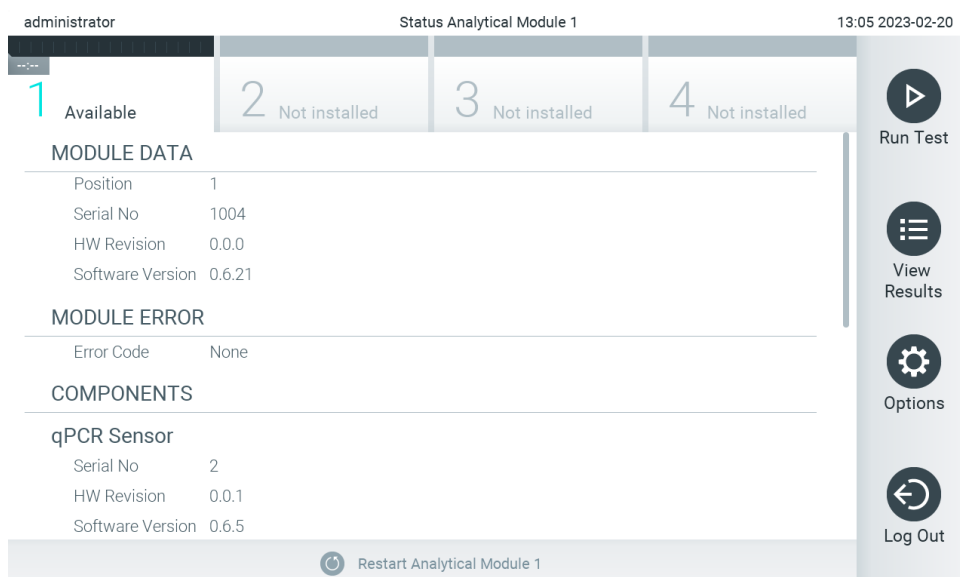 administrator Status Analytical Module 1 13:05 2023-02-20
--:--
1 Available 2 Not installed 3 Not installed 4 Not installed
MODULE DATA
Position 1
Serial No 1004
HW Revision 0.0.0
Software Version 0.6.21
MODULE ERROR
Error Code None
COMPONENTS
qPCR Sensor
Serial No 2
HW Revision 0.0.1
Software Version 0.6.5
Restart Analytical Module 1
Run Test
View
Results
Options
Log Out